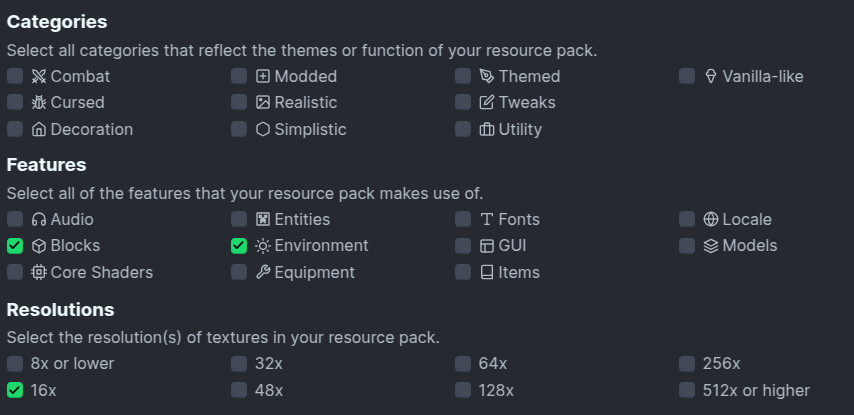 Categories
Select all categories that reflect the themes or function of your resource pack.
Combat Modded Themed Vanilla-like
Cursed Realistic Tweaks
Decoration Simplistic Utility
Features
Select all of the features that your resource pack makes use of.
Audio Entities Fonts Locale
Blocks Environment GUI Models
Core Shaders Equipment Items
Resolutions
Select the resolution(s) of textures in your resource pack.
8x or lower 32x 64x 256x
16x 48x 128x 512x or higher